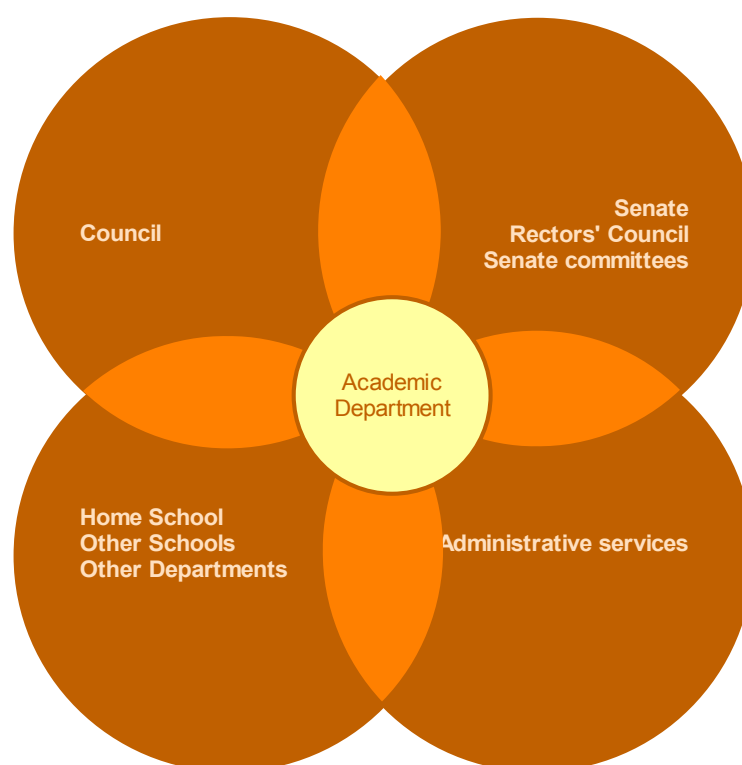 Council
Senate
Rectors' Council
Senate committees
Academic
Department
Home School
Other Schools
Other Departments
Administrative services